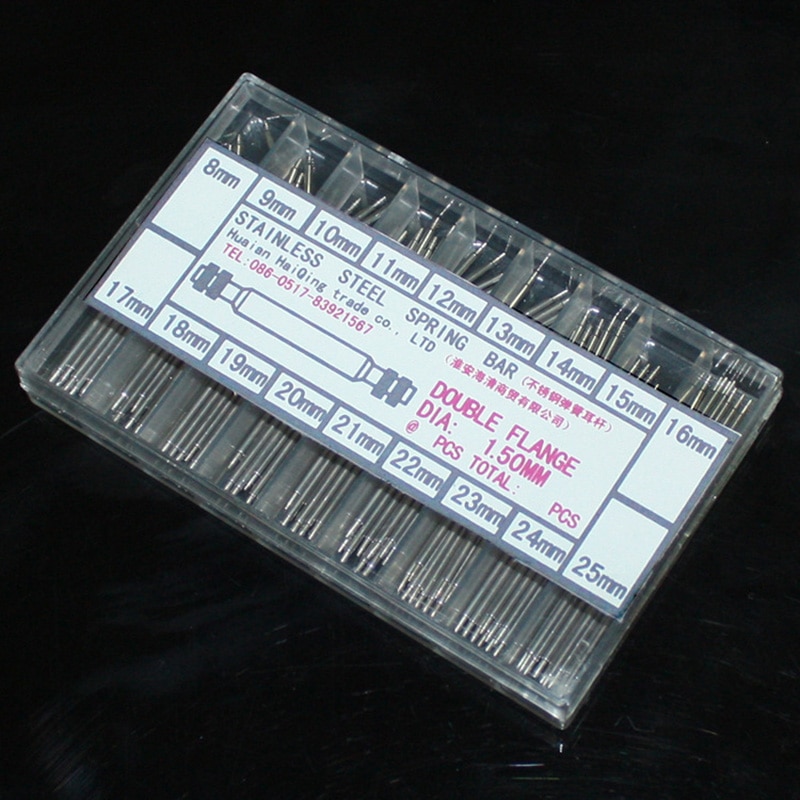 8mm 9mm 10mm 11mm 12mm 13mm 14mm 15mm 16mm
STAINLESS STEEL SPRING BAR (不锈钢弹簧耳杆)
Huaian HaiQing trade co., LTD (淮安海清商贸有限公司)
TEL:086-0517-83921567
DOUBLE FLANGE
DIA: 1.50MM
@ PCS TOTAL: PCS
17mm 18mm 19mm 20mm 21mm 22mm 23mm 24mm 25mm